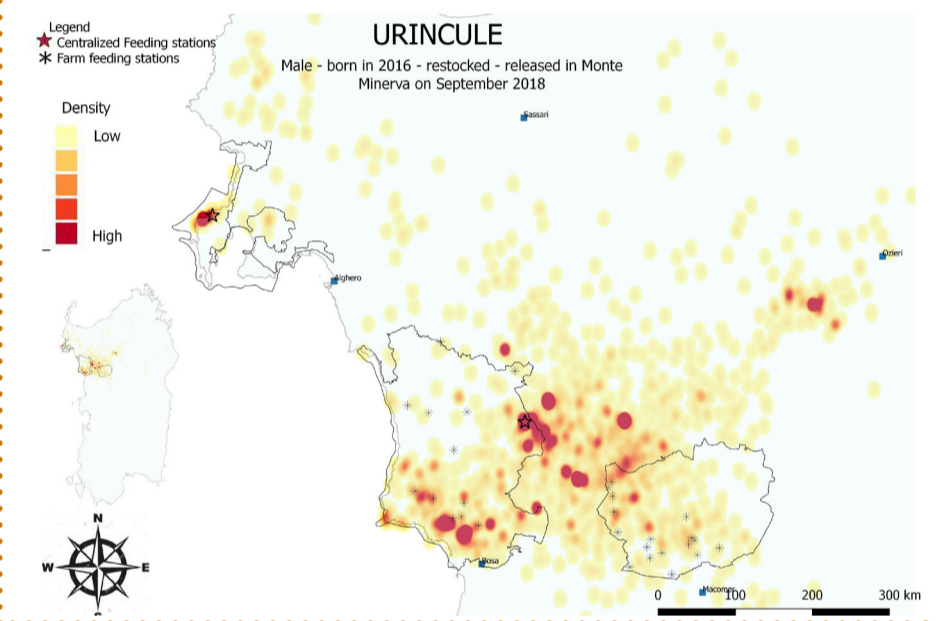 Legend
Centralized Feeding stations
Farm feeding stations
URINCULE
Male - born in 2016 - restocked - released in Monte
Minerva on September 2018
Density
Low
High
Sassari
Ozieri
Alghero
Bosa
Macomer
N
W E
S
0 100 200 300 km